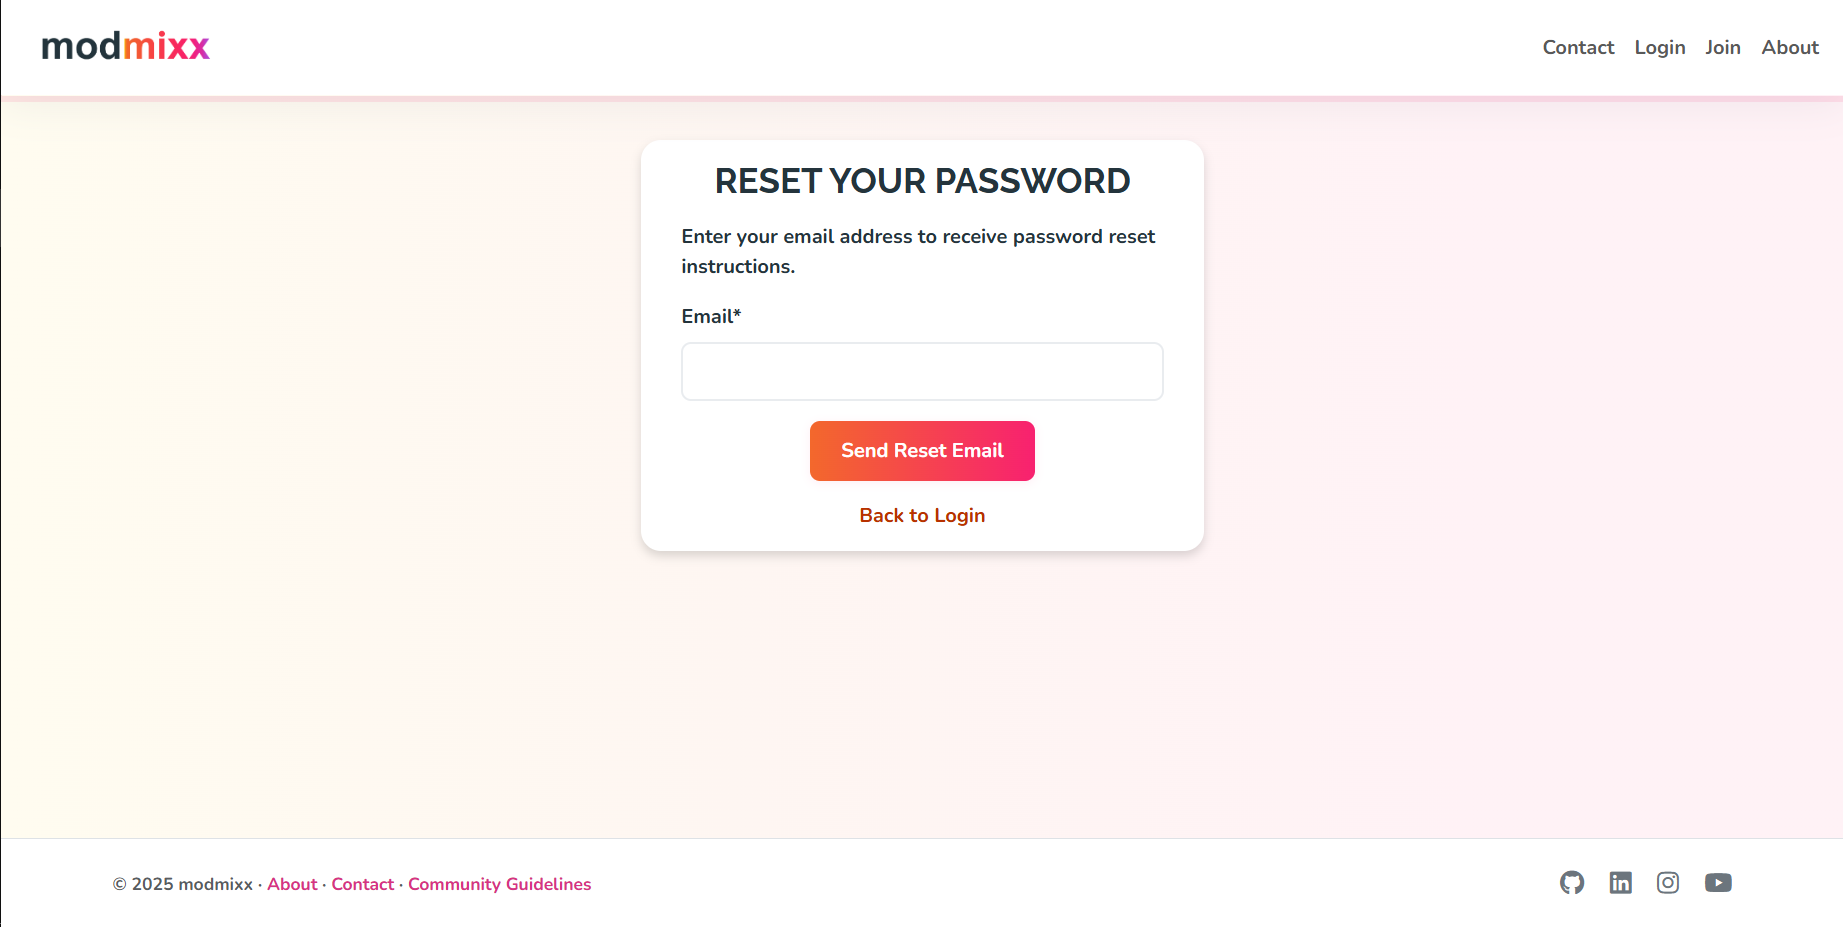 modmixx
Contact Login Join About
RESET YOUR PASSWORD
Enter your email address to receive password reset
instructions.
Email*
Send Reset Email
Back to Login
© 2025 modmixx · About · Contact · Community Guidelines